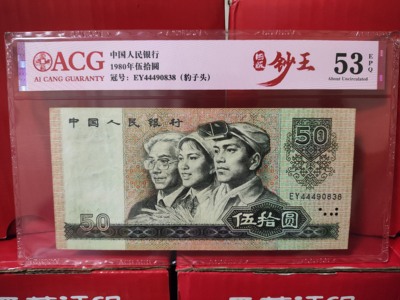 ACG
AI CANG GUARANTY
中国人民银行
1980年伍拾圆
冠号：EY44490838（豹子头）
钞王
53 EPQ
About Uncirculated
中国人民银行
50
EY44490838
50
伍拾圆